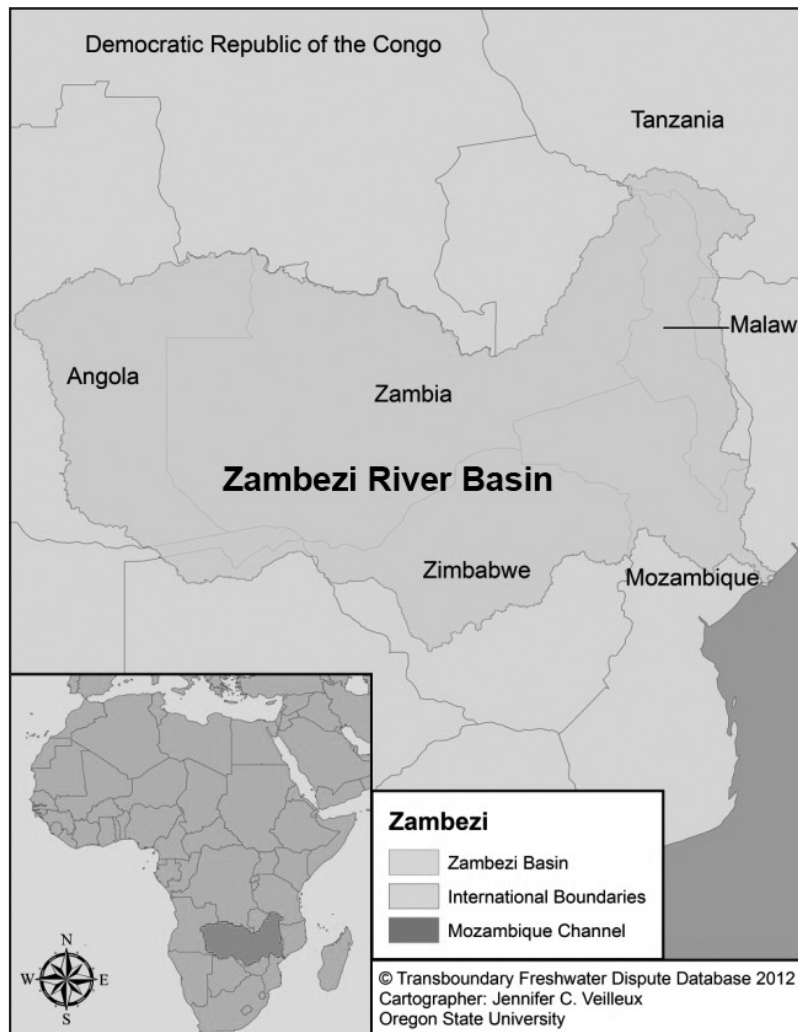 Democratic Republic of the Congo
Tanzania
Malaw
Angola
Zambia
Zambezi River Basin
Zimbabwe
Mozambique
N
W E
S
Zambezi
Zambezi Basin
International Boundaries
Mozambique Channel
© Transboundary Freshwater Dispute Database 2012
Cartographer: Jennifer C. Veilleux
Oregon State University